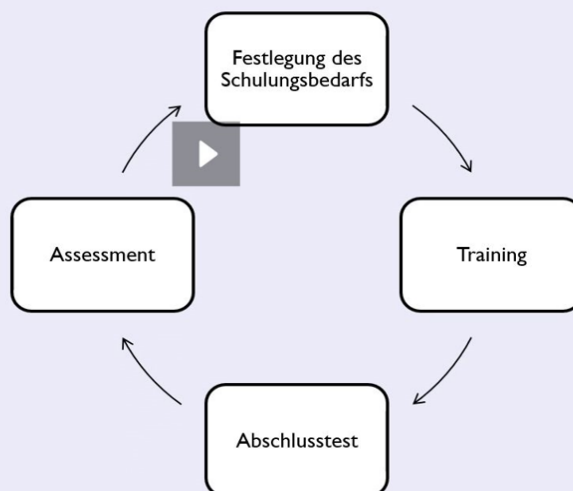 Festlegung des
Schulungsbedarfs
Assessment
Training
Abschlusstest